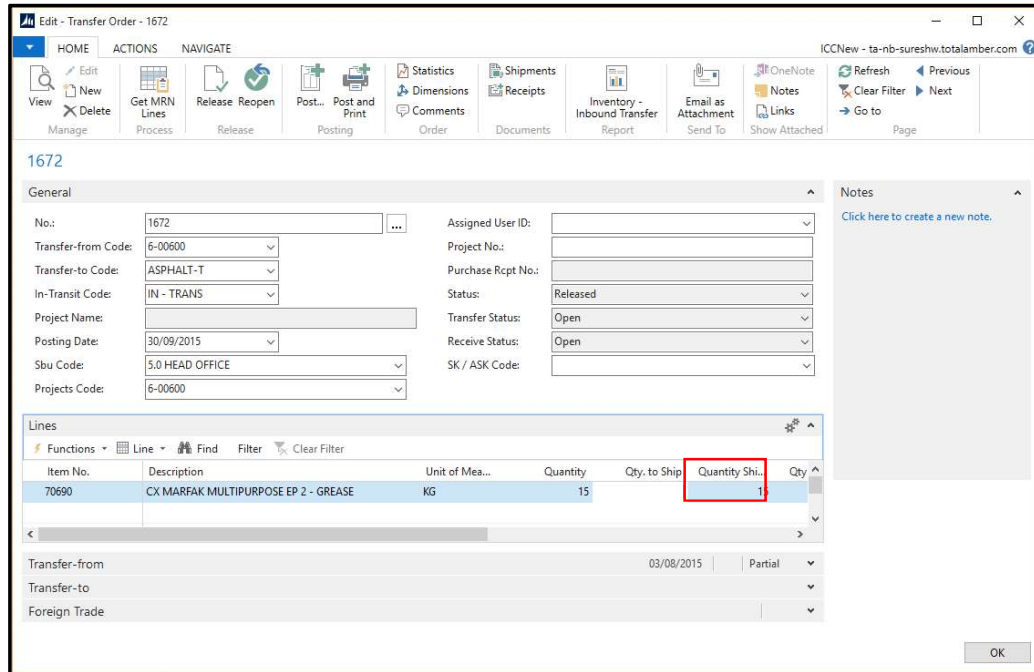 Edit - Transfer Order - 1672
HOME ACTIONS NAVIGATE ICCNew - ta-nb-sureshw.totalamber.com
View
Edit
New
Delete
Manage
Get MRN
Lines
Process
Release Reopen
Release
Post... Post and
Print
Posting
Statistics
Dimensions
Comments
Order
Shipments
Receipts
Documents
Inventory -
Inbound Transfer
Report
Email as
Attachment
Send To
OneNote
Notes
Links
Show Attached
Refresh
Clear Filter
Go to
Previous
Next
Page
1672
General
No.: 1672 ...
Transfer-from Code: 6-00600
Transfer-to Code: ASPHALT-T
In-Transit Code: IN - TRANS
Project Name:
Posting Date: 30/09/2015
Sbu Code: 5.0 HEAD OFFICE
Projects Code: 6-00600
Assigned User ID:
Project No.:
Purchase Rcpt No.:
Status: Released
Transfer Status: Open
Receive Status: Open
SK / ASK Code:
Notes
Click here to create a new note.
Lines
Functions Line Find Filter Clear Filter
Item No. Description Unit of Mea... Quantity Qty. to Ship Quantity Shi... Qty
70690 CX MARFAK MULTIPURPOSE EP 2 - GREASE KG 15 15
Transfer-from 03/08/2015 Partial
Transfer-to
Foreign Trade
OK